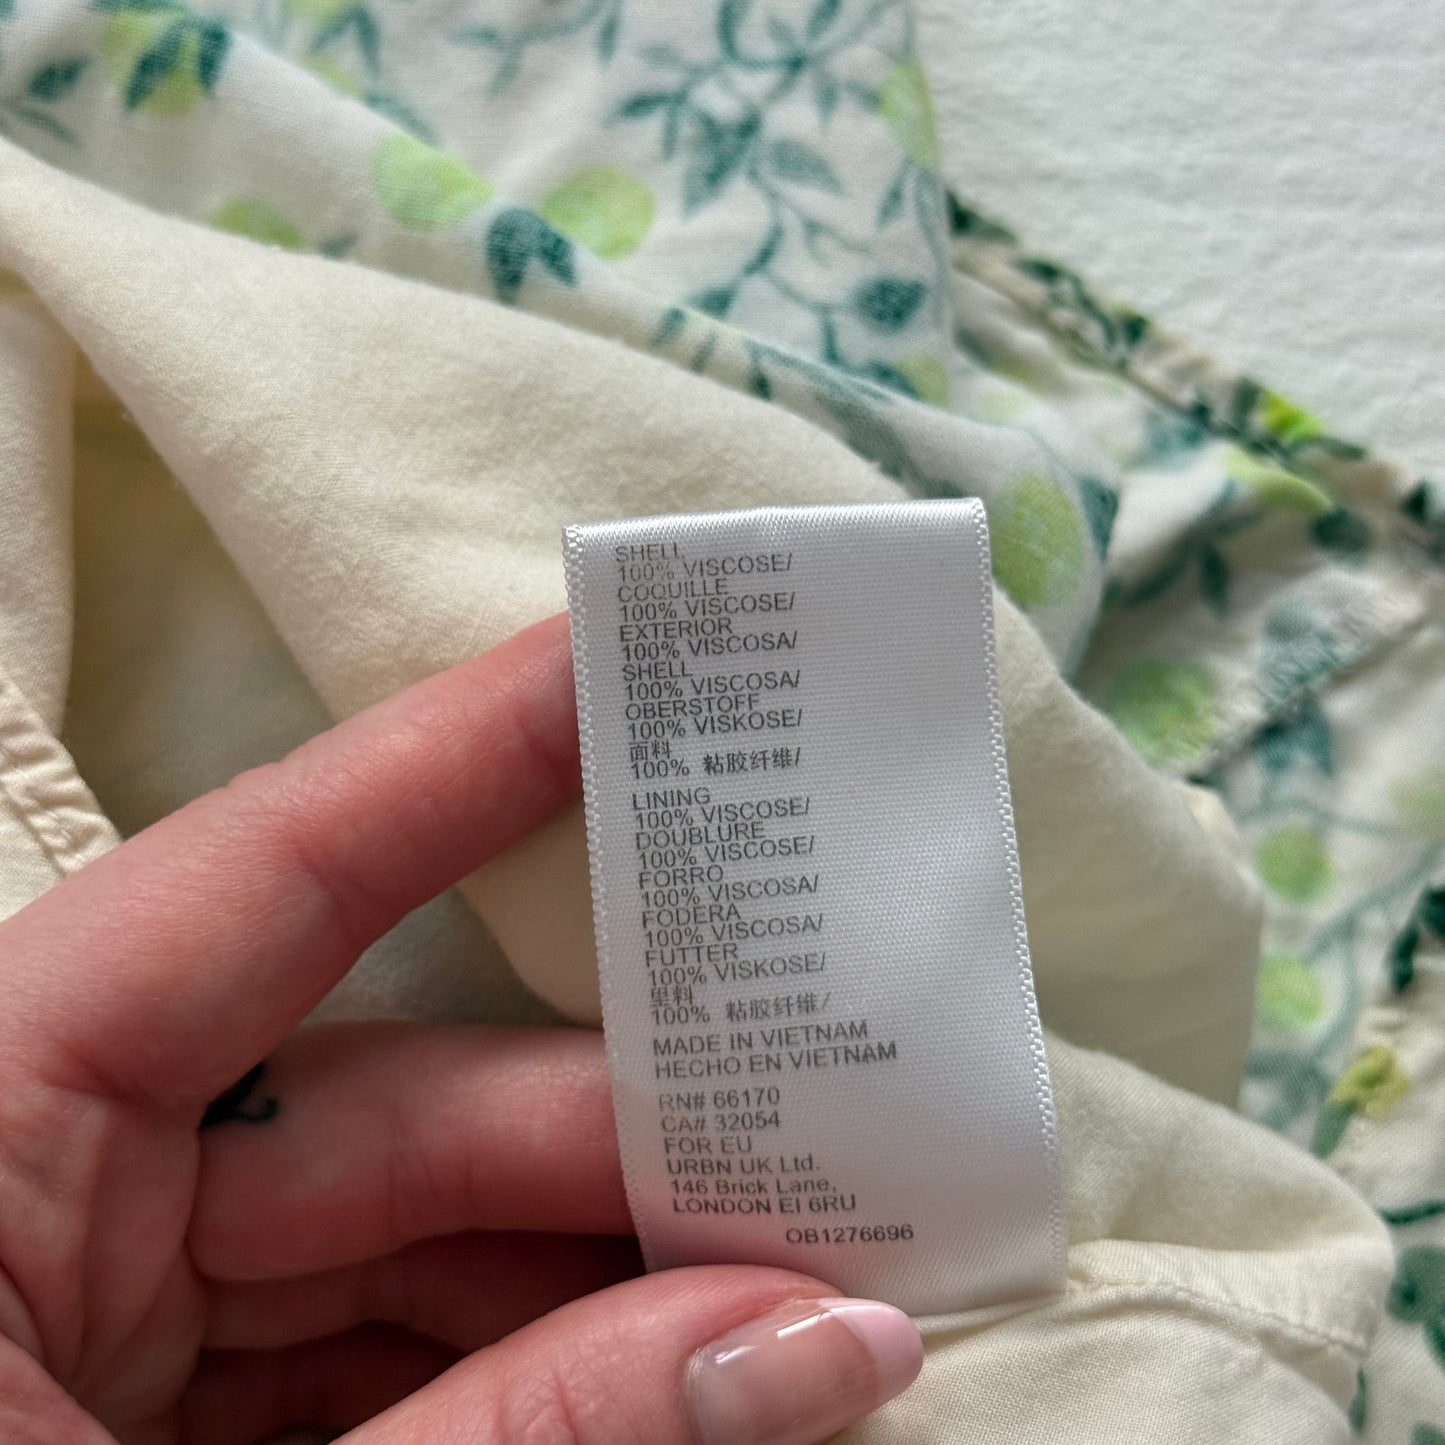 SHELL
100% VISCOSE/
COQUILLE
100% VISCOSE/
EXTERIOR
100% VISCOSA/
SHELL
100% VISCOSA/
OBERSTOFF
100% VISKOSE/
面料
100% 粘胶纤维/
LINING
100% VISCOSE/
DOUBLURE
100% VISCOSE/
FORRO
100% VISCOSA/
FODERA
100% VISCOSA/
FUTTER
100% VISKOSE/
里料
100% 粘胶纤维/
MADE IN VIETNAM
HECHO EN VIETNAM
RN# 66170
CA# 32054
FOR EU
URBN UK Ltd.
146 Brick Lane,
LONDON EI 6RU
OB1276696